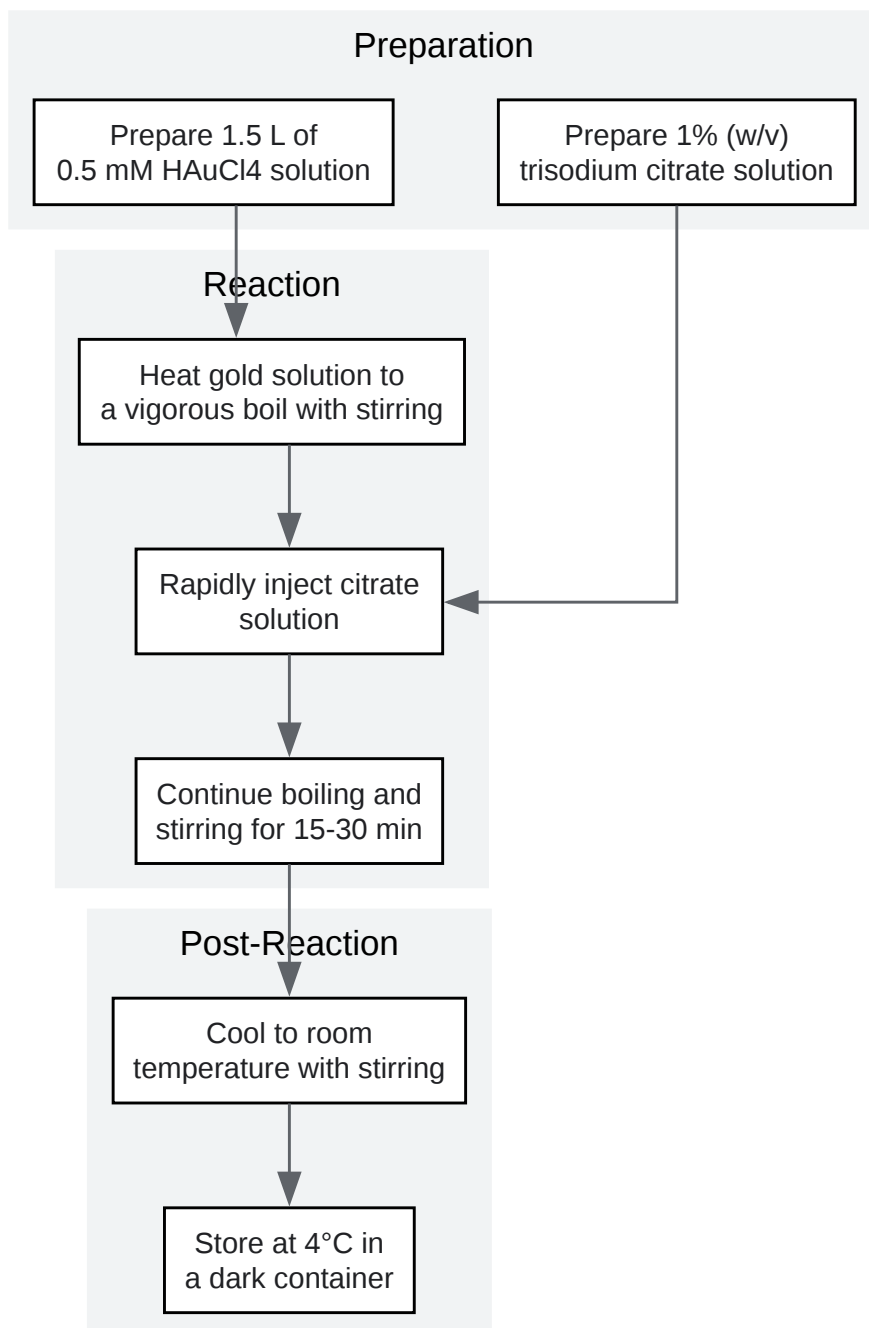 Preparation
Prepare 1.5 L of
0.5 mM HAuCl4 solution
Prepare 1% (w/v)
trisodium citrate solution
Reaction
Heat gold solution to
a vigorous boil with stirring
Rapidly inject citrate
solution
Continue boiling and
stirring for 15-30 min
Post-Reaction
Cool to room
temperature with stirring
Store at 4°C in
a dark container